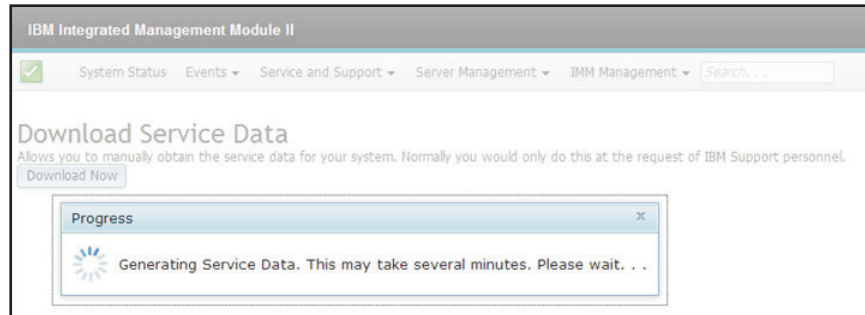 IBM Integrated Management Module II
System Status Events Service and Support Server Management IMM Management Search. . .
Download Service Data
Allows you to manually obtain the service data for your system. Normally you would only do this at the request of IBM Support personnel.
Download Now
Progress x
Generating Service Data. This may take several minutes. Please wait. . .